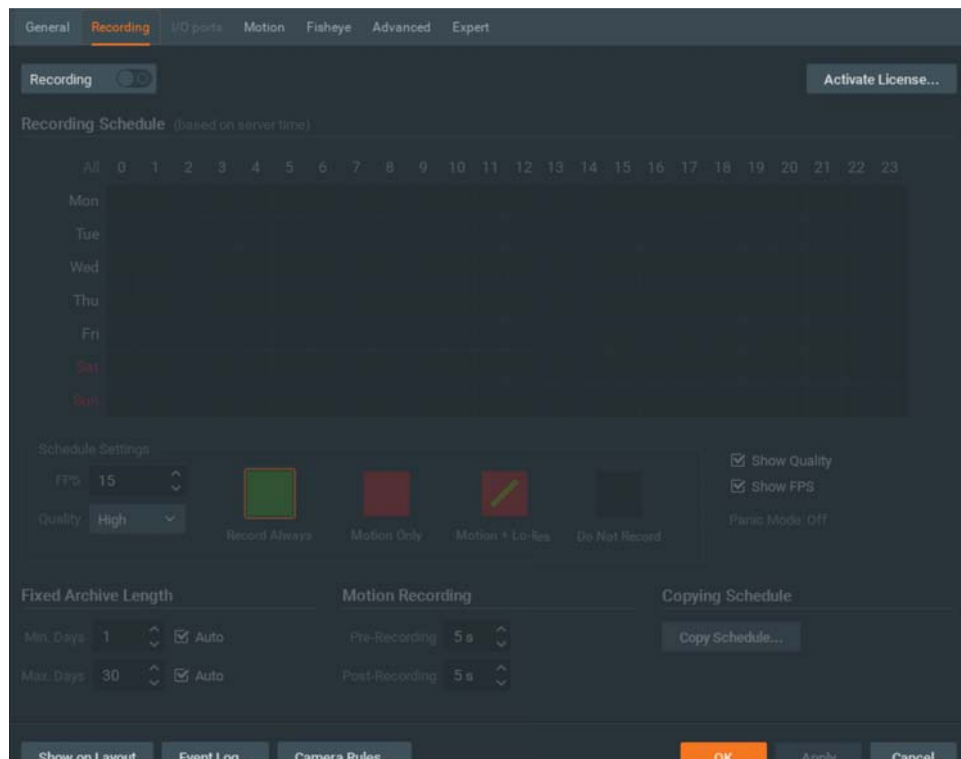 General Recording I/O ports Motion Fisheye Advanced Expert
Recording Activate License...
Recording Schedule (based on server time)
All 0 1 2 3 4 5 6 7 8 9 10 11 12 13 14 15 16 17 18 19 20 21 22 23
Mon
Tue
Wed
Thu
Fri
Sat
Sun
Schedule Settings
FPS 15
Quality High
Record Always Motion Only Motion + Lo-Res Do Not Record
Show Quality
Show FPS
Panic Mode: Off
Fixed Archive Length Motion Recording Copying Schedule
Min. Days 1 Auto Pre-Recording 5 s Copy Schedule...
Max. Days 30 Auto Post-Recording 5 s
Show on Layout Event Log... Camera Rules... OK Apply Cancel